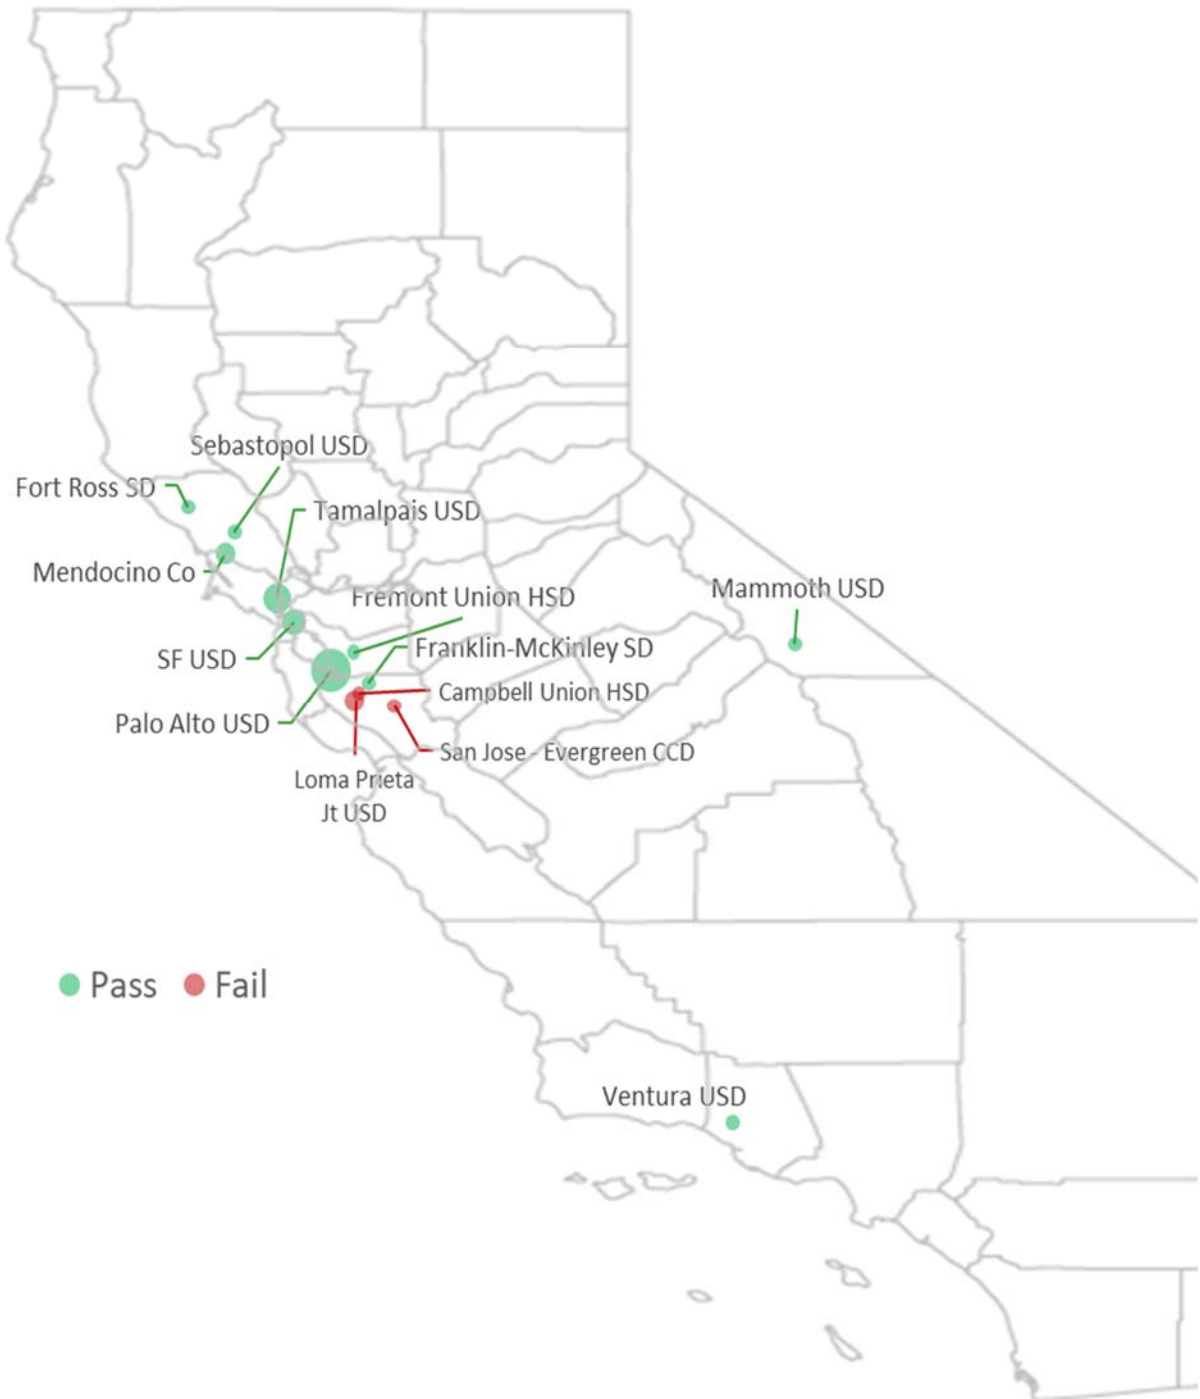 Sebastopol USD
Fort Ross SD
Tamalpais USD
Mendocino Co
Fremont Union HSD
Mammoth USD
SF USD
Franklin-McKinley SD
Campbell Union HSD
Palo Alto USD
San Jose - Evergreen CCD
Loma Prieta
Jt USD
Pass Fail
Ventura USD